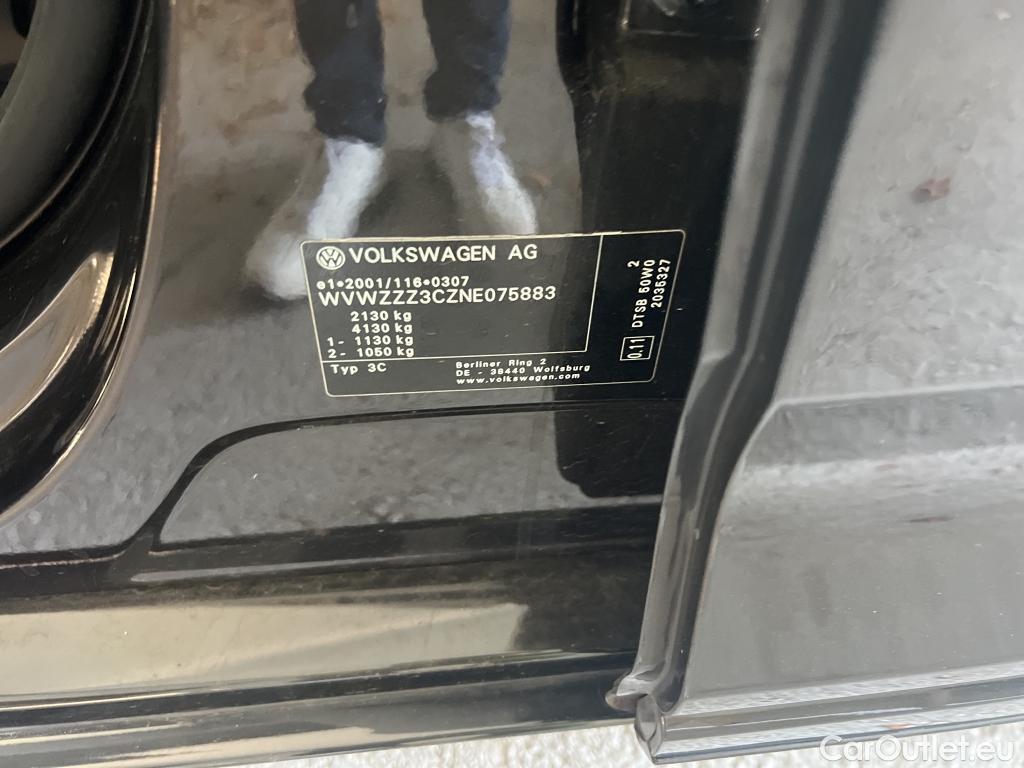 VOLKSWAGEN AG
e1*2001/116*0307
WVWZZZ3CZNE075883
2130 kg
4130 kg
1- 1130 kg
2- 1050 kg
Typ 3C
Berliner Ring 2
DE - 38440 Wolfsburg
www.volkswagen.com
0.11 DTSB 50W0 2
2035327
CarOutlet.eu